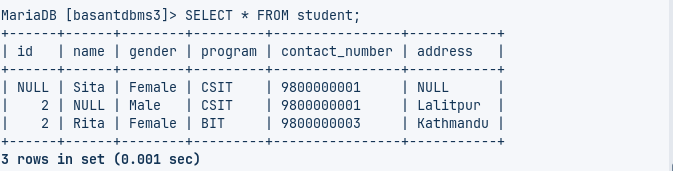 MariaDB [basantdbms3]> SELECT * FROM student;
+------+------+--------+---------+----------------+-----------+
| id   | name | gender | program | contact_number | address   |
+------+------+--------+---------+----------------+-----------+
| NULL | Sita | Female | CSIT    | 9800000001     | NULL      |
|    2 | NULL | Male   | CSIT    | 9800000001     | Lalitpur  |
|    2 | Rita | Female | BIT     | 9800000003     | Kathmandu |
+------+------+--------+---------+----------------+-----------+
3 rows in set (0.001 sec)